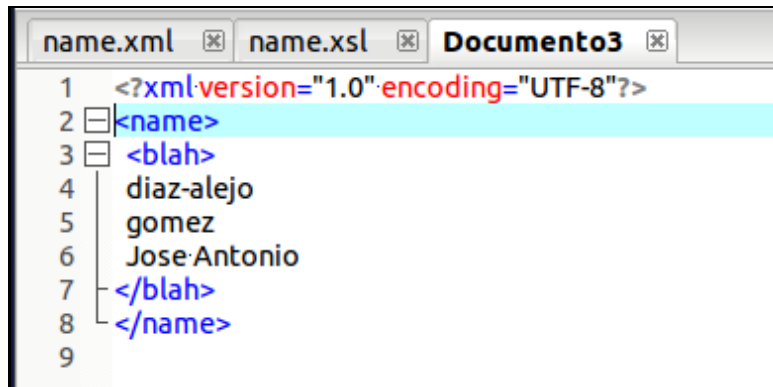 name.xml name.xsl Documento3
1 <?xml version="1.0" encoding="UTF-8"?>
2 <name>
3 <blah>
4 diaz-alejo
5 gomez
6 Jose Antonio
7 </blah>
8 </name>
9